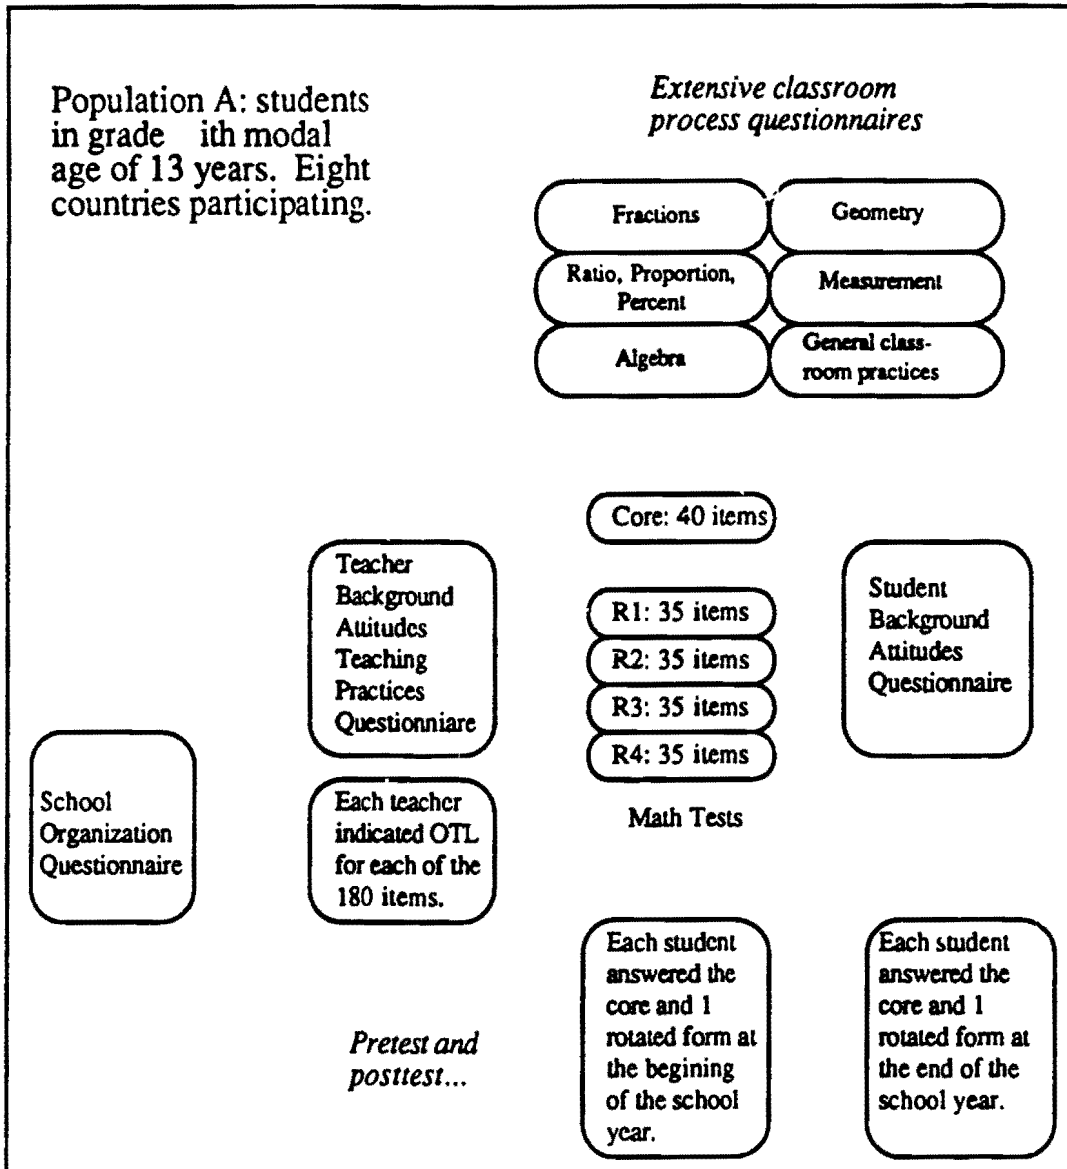 Population A: students
in grade ith modal
age of 13 years. Eight
countries participating.
Extensive classroom
process questionnaires
Fractions
Geometry
Ratio, Proportion,
Percent
Measurement
Algebra
General class-
room practices
Core: 40 items
Teacher
Background
Attitudes
Teaching
Practices
Questionniare
R1: 35 items
R2: 35 items
R3: 35 items
R4: 35 items
Math Tests
Student
Background
Attitudes
Questionnaire
School
Organization
Questionnaire
Each teacher
indicated OTL
for each of the
180 items.
Pretest and
posttest...
Each student
answered the
core and 1
rotated form at
the begining
of the school
year.
Each student
answered the
core and 1
rotated form at
the end of the
school year.